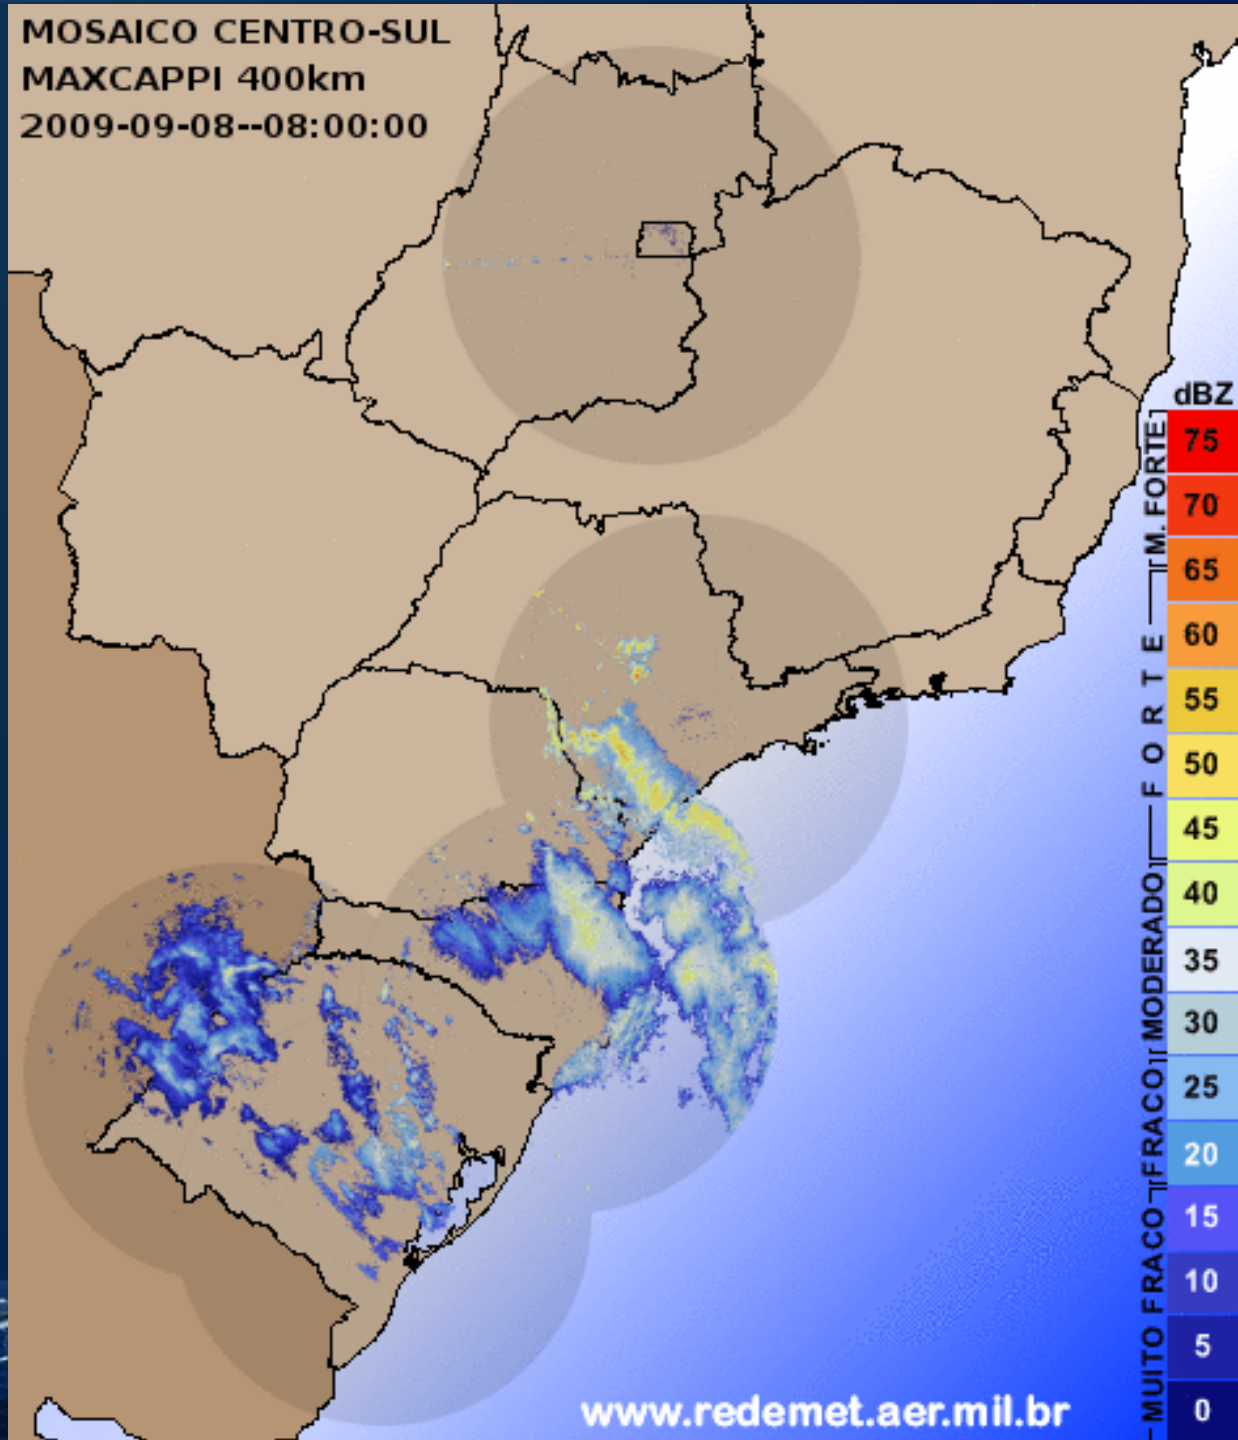 MOSAICO CENTRO-SUL
MAXCAPPI 400km
2009-09-08--08:00:00
dBZ
75
70
65
60
55
50
45
40
35
30
25
20
15
10
5
0
M. FORTE
FORTE
MODERADO
FRACO
MUITO FRACO
www.redemet.aer.mil.br